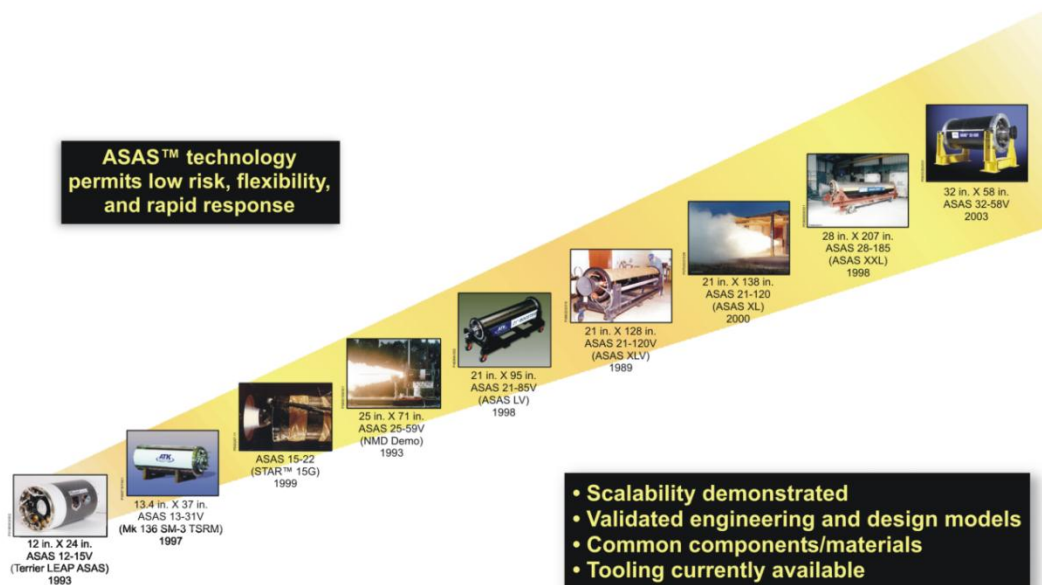 ASAS™ technology
permits low risk, flexibility,
and rapid response
12 in. X 24 in.
ASAS 12-15V
(Terrier LEAP ASAS)
1993
ATK
13.4 in. X 37 in.
ASAS 13-31V
(Mk 136 SM-3 TSRM)
1997
ASAS 15-22
(STAR™ 15G)
1999
25 in. X 71 in.
ASAS 25-59V
(NMD Demo)
1993
ATK
21 in. X 95 in.
ASAS 21-85V
(ASAS LV)
1998
21 in. X 128 in.
ASAS 21-120V
(ASAS XLV)
1989
21 in. X 138 in.
ASAS 21-120
(ASAS XL)
2000
28 in. X 207 in.
ASAS 28-185
(ASAS XXL)
1998
32 in. X 58 in.
ASAS 32-58V
2003
• Scalability demonstrated
• Validated engineering and design models
• Common components/materials
• Tooling currently available